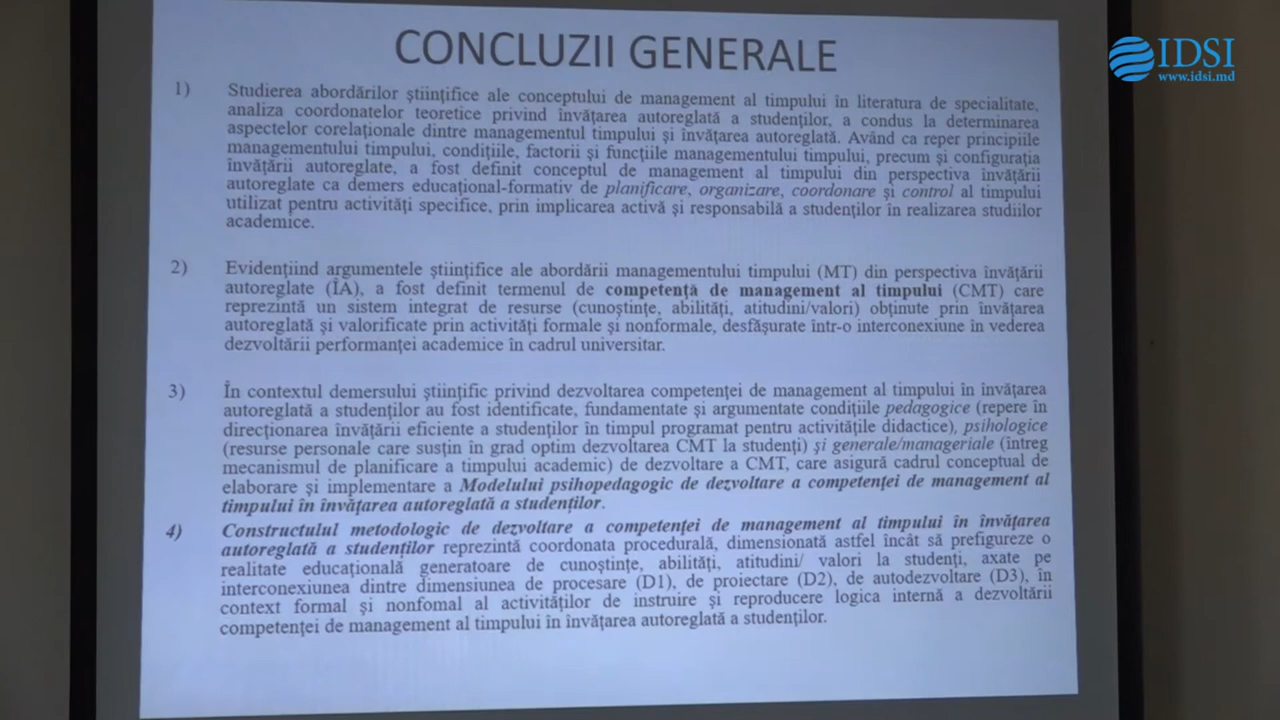 CONCLUZII GENERALE
IDSI
www.idsi.md
1) Studierea abordărilor ştiinţifice ale conceptului de management al timpului în literatura de specialitate,
analiza coordonatelor teoretice privind învăţarea autoreglată a studenţilor, a condus la determinarea
aspectelor corelaţionale dintre managementul timpului şi învăţarea autoreglată. Având ca reper principiile
managementului timpului, condiţiile, factorii şi funcţiile managementului timpului, precum şi configuraţia
învăţării autoreglate, a fost definit conceptul de management al timpului din perspectiva învăţării
autoreglate ca demers educaţional-formativ de planificare, organizare, coordonare şi control al timpului
utilizat pentru activităţi specifice, prin implicarea activă şi responsabilă a studenţilor în realizarea studiilor
academice.
2) Evidenţiind argumentele ştiinţifice ale abordării managementului timpului (MT) din perspectiva învăţării
autoreglate (ÎA), a fost definit termenul de competenţă de management al timpului (CMT) care
reprezintă un sistem integrat de resurse (cunoştinţe, abilităţi, atitudini/valori) obţinute prin învăţarea
autoreglată şi valorificate prin activităţi formale şi nonformale, desfăşurate într-o interconexiune în vederea
dezvoltării performanţei academice în cadrul universitar.
3) În contextul demersului ştiinţific privind dezvoltarea competenţei de management al timpului în învăţarea
autoreglată a studenţilor au fost identificate, fundamentate şi argumentate condiţiile pedagogice (repere în
direcţionarea învăţării eficiente a studenţilor în timpul programat pentru activităţile didactice), psihologice
(resurse personale care susţin în grad optim dezvoltarea CMT la studenţi) şi generale/manageriale (întreg
mecanismul de planificare a timpului academic) de dezvoltare a CMT, care asigură cadrul conceptual de
elaborare şi implementare a Modelului psihopedagogic de dezvoltare a competenţei de management al
timpului în învăţarea autoreglată a studenţilor.
4) Constructulul metodologic de dezvoltare a competenţei de management al timpului în învăţarea
autoreglată a studenţilor reprezintă coordonata procedurală, dimensionată astfel încât să prefigureze o
realitate educaţională generatoare de cunoştinţe, abilităţi, atitudini/ valori la studenţi, axate pe
interconexiunea dintre dimensiunea de procesare (D1), de proiectare (D2), de autodezvoltare (D3), în
context formal şi nonfomal al activităţilor de instruire şi reproducere logica internă a dezvoltării
competenţei de management al timpului în învăţarea autoreglată a studenţilor.